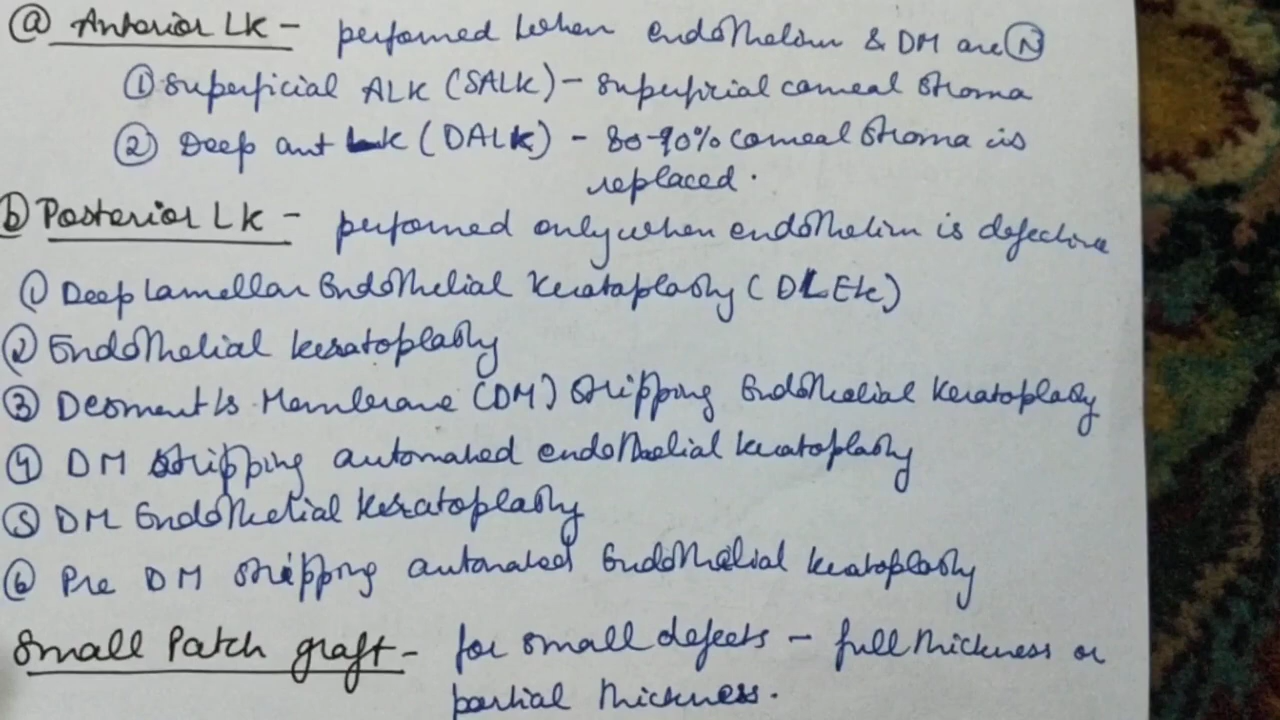 ⓐ Anterior LK - performed when endothelium & DM are Ⓝ
① Superficial ALK (SALK) - superficial corneal stroma
② Deep ant LK (DALK) - 80-90% corneal stroma is
replaced.
ⓑ Posterior LK - performed only when endothelium is defective
① Deep Lamellar Endothelial Keratoplasty (DLEK)
② Endothelial keratoplasty
③ Desment's Membrane (DM) stripping Endothelial Keratoplasty
④ DM stripping automated endothelial keratoplasty
⑤ DM Endothelial Keratoplasty
⑥ Pre DM stripping automated Endothelial keratoplasty
Small Patch graft - for small defects - full thickness or
partial thickness.